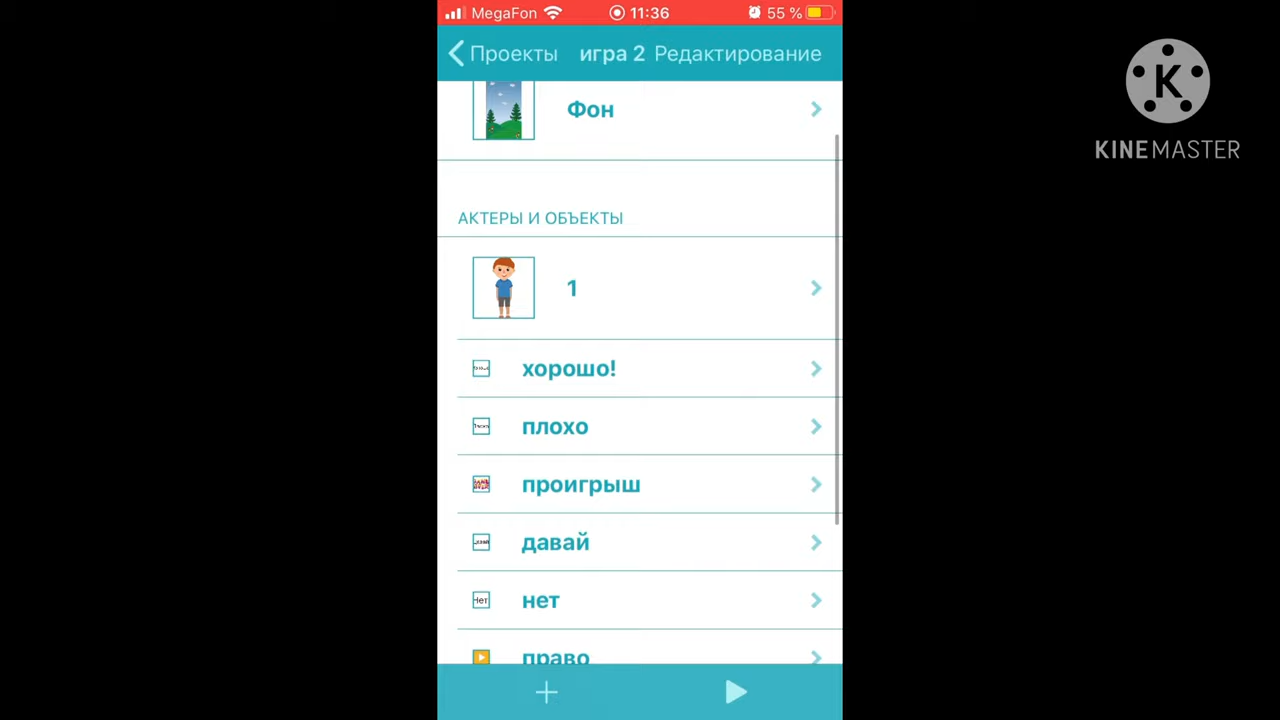 MegaFon 11:36 55 %
Проекты игра 2 Редактирование
K
KINEMASTER
Фон
АКТЕРЫ И ОБЪЕКТЫ
1
хорошо!
плохо
проигрыш
давай
нет
Нет
право